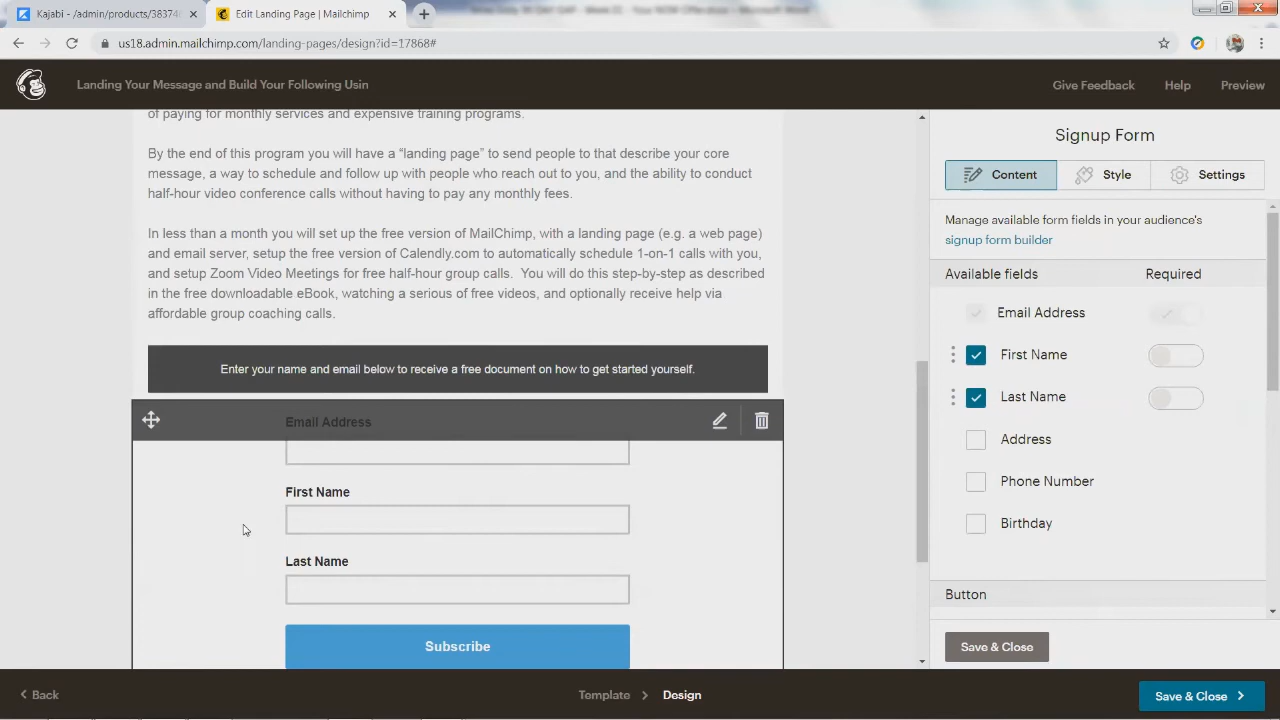 Kajabi - /admin/products/38374
Edit Landing Page | Mailchimp
us18.admin.mailchimp.com/landing-pages/design?id=17868#
Landing Your Message and Build Your Following Usin
Give Feedback
Help
Preview
of paying for monthly services and expensive training programs.
By the end of this program you will have a “landing page” to send people to that describe your core
message, a way to schedule and follow up with people who reach out to you, and the ability to conduct
half-hour video conference calls without having to pay any monthly fees.
In less than a month you will set up the free version of MailChimp, with a landing page (e.g. a web page)
and email server, setup the free version of Calendly.com to automatically schedule 1-on-1 calls with you,
and setup Zoom Video Meetings for free half-hour group calls.  You will do this step-by-step as described
in the free downloadable eBook, watching a serious of free videos, and optionally receive help via
affordable group coaching calls.
Enter your name and email below to receive a free document on how to get started yourself.
Email Address
First Name
Last Name
Subscribe
Signup Form
Content
Style
Settings
Manage available form fields in your audience's
signup form builder
Available fields
Required
Email Address
First Name
Last Name
Address
Phone Number
Birthday
Button
Save & Close
Back
Template
Design
Save & Close